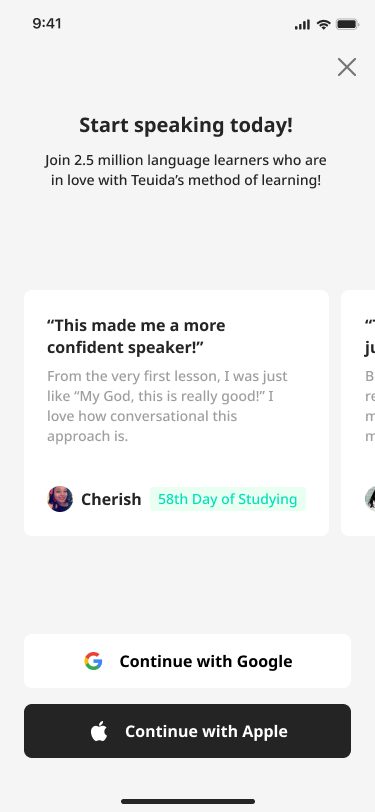 9:41
Start speaking today!
Join 2.5 million language learners who are
in love with Teuida’s method of learning!
“This made me a more
confident speaker!”
From the very first lesson, I was just
like “My God, this is really good!” I
love how conversational this
approach is.
Cherish
58th Day of Studying
Continue with Google
Continue with Apple